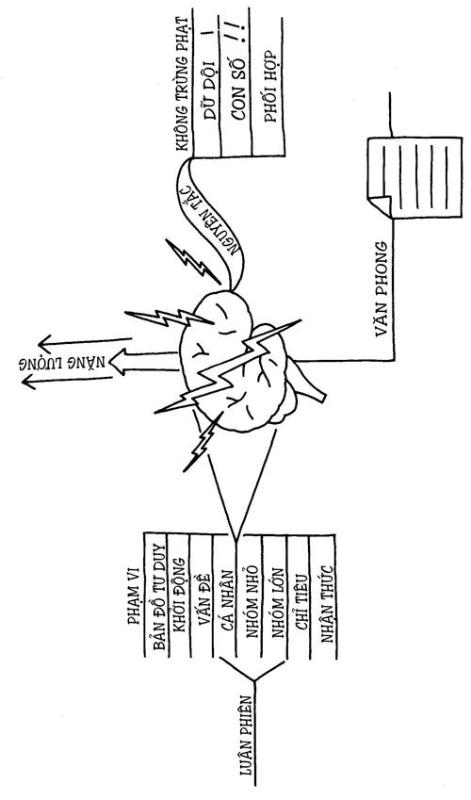 NĂNG LƯỢNG
NGUYÊN TẮC
KHÔNG TRỪNG PHẠT
DỮ DỘI !
CON SỐ !!
PHỐI HỢP
VĂN PHONG
PHẠM VI
BẢN ĐỒ TƯ DUY
KHỞI ĐỘNG
VẤN ĐỀ
CÁ NHÂN
NHÓM NHỎ
NHÓM LỚN
CHỈ TIÊU
NHẬN THỨC
LUÂN PHIÊN